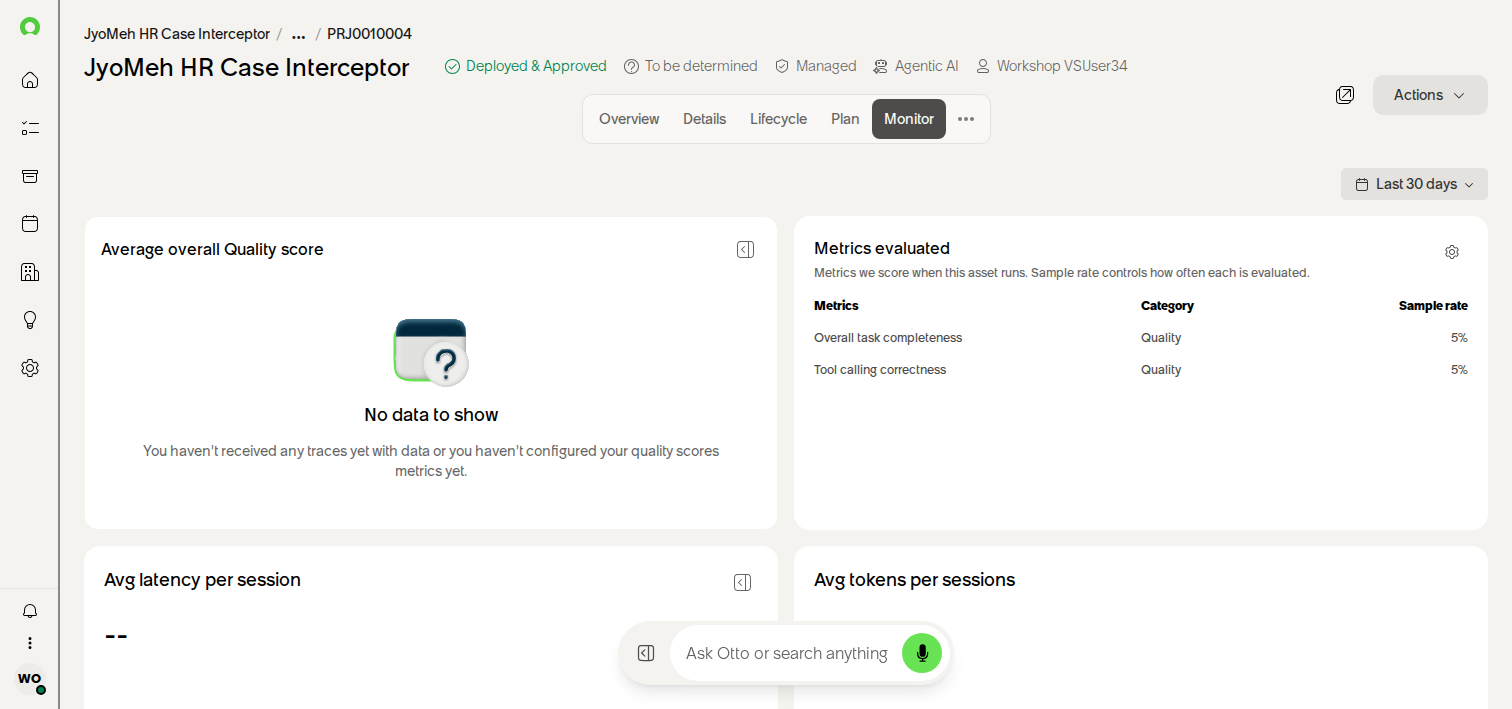 JyoMeh HR Case Interceptor / ... / PRJ0010004
JyoMeh HR Case Interceptor
Deployed & Approved
To be determined
Managed
Agentic AI
Workshop VSUser34
Actions
Overview
Details
Lifecycle
Plan
Monitor
Last 30 days
Average overall Quality score
No data to show
You haven't received any traces yet with data or you haven't configured your quality scores
metrics yet.
Metrics evaluated
Metrics we score when this asset runs. Sample rate controls how often each is evaluated.
Metrics Category Sample rate
Overall task completeness Quality 5%
Tool calling correctness Quality 5%
Avg latency per session
--
Avg tokens per sessions
Ask Otto or search anything
WO